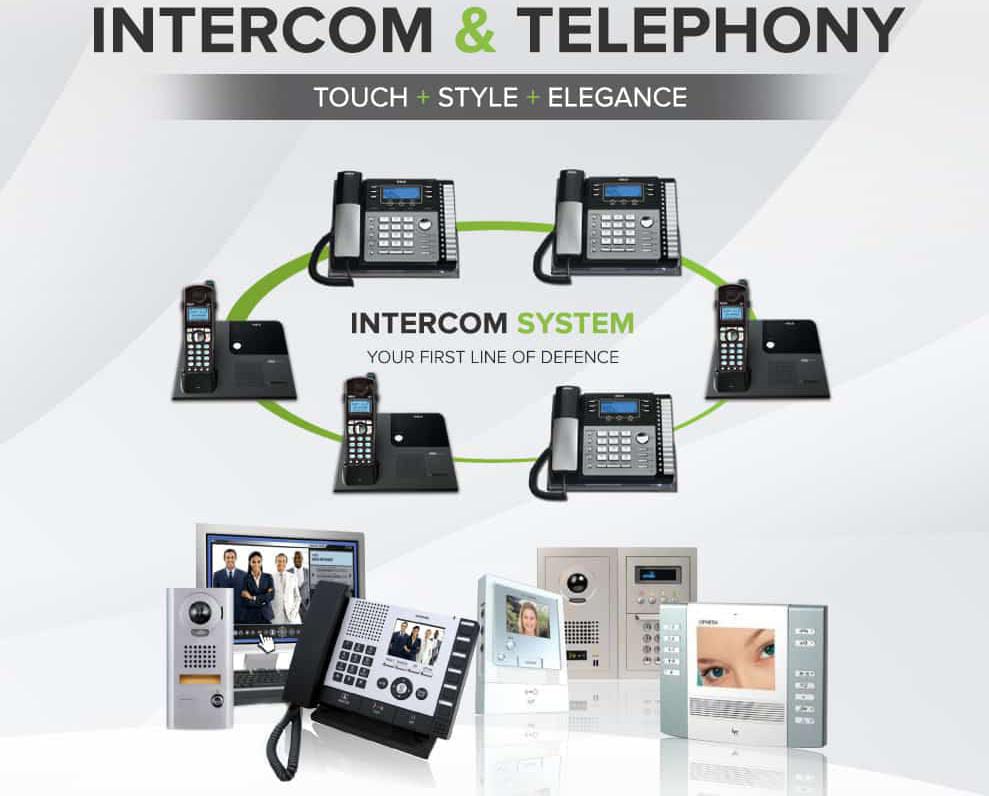 INTERCOM & TELEPHONY
TOUCH + STYLE + ELEGANCE
INTERCOM SYSTEM
YOUR FIRST LINE OF DEFENCE